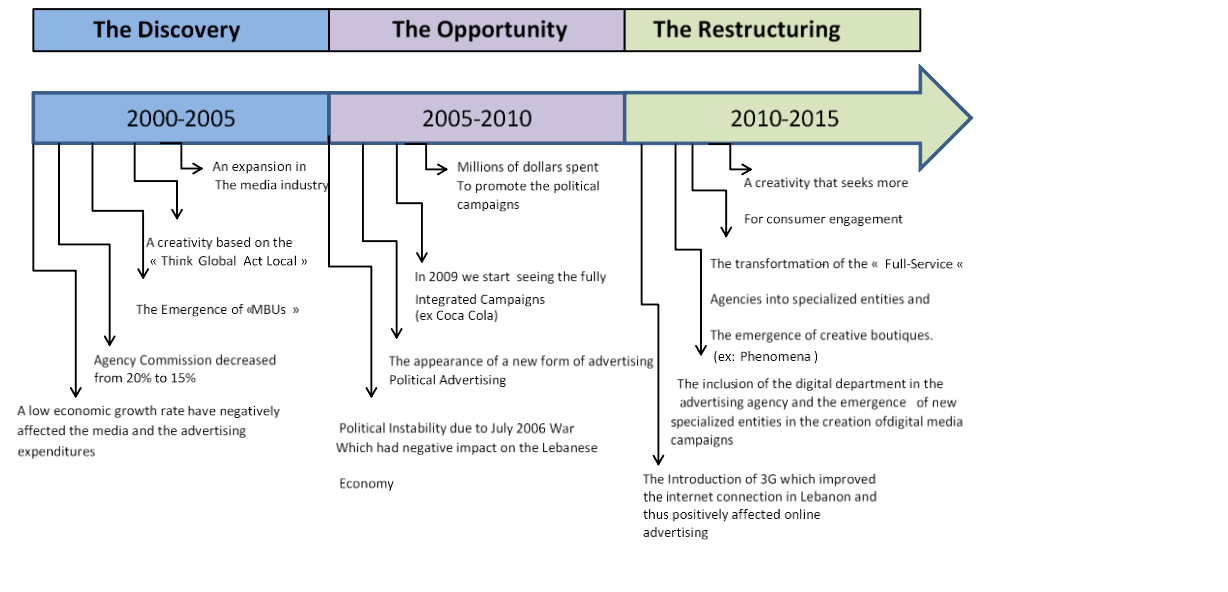 The Discovery
The Opportunity
The Restructuring
2000-2005
2005-2010
2010-2015
An expansion in
The media industry
A creativity based on the
« Think Global Act Local »
The Emergence of «MBUs »
Agency Commission decreased
from 20% to 15%
A low economic growth rate have negatively
affected the media and the advertising
expenditures
Millions of dollars spent
To promote the political
campaigns
In 2009 we start seeing the fully
Integrated Campaigns
(ex Coca Cola)
The appearance of a new form of advertising
Political Advertising
Political Instability due to July 2006 War
Which had negative impact on the Lebanese
Economy
A creativity that seeks more
For consumer engagement
The transfortmation of the « Full-Service «
Agencies into specialized entities and
The emergence of creative boutiques.
(ex: Phenomena )
The inclusion of the digital department in the
advertising agency and the emergence of new
specialized entities in the creation ofdigital media
campaigns
The Introduction of 3G which improved
the internet connection in Lebanon and
thus positively affected online
advertising